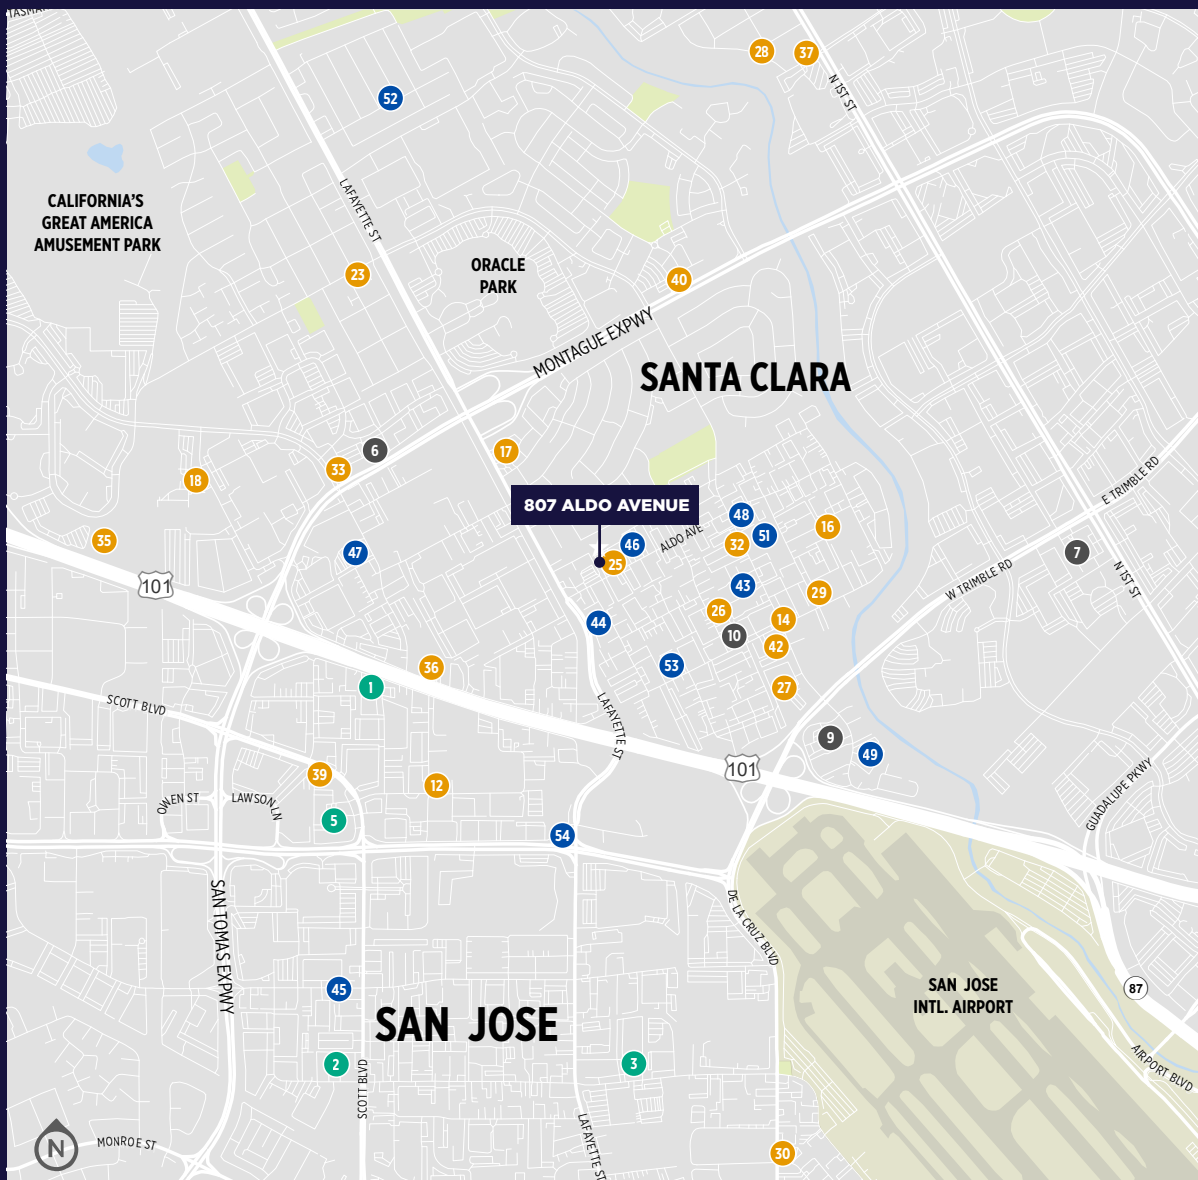 TASMA
28
37
N 1ST ST
52
CALIFORNIA'S
GREAT AMERICA
AMUSEMENT PARK
LAFAYETTE ST
23
ORACLE
PARK
40
MONTAGUE EXPWY
SANTA CLARA
6
17
33
18
E TRIMBLE RD
807 ALDO AVENUE
48
16
51
35
46
ALDO AVE
32
47
7
25
101
W TRIMBLE RD
N 1ST ST
43
29
26
14
44
10
42
53
36
1
27
SCOTT BLVD
LAFAYETTE ST
9
49
101
39
12
GUADALUPE PKWY
OWEN ST
LAWSON LN
5
54
SAN TOMAS EXPWY
DE LA CRUZ BLVD
45
SAN JOSE
INTL. AIRPORT
87
SAN JOSE
2
SCOTT BLVD
3
AIRPORT BLVD
N
MONROE ST
LAFAYETTE ST
30